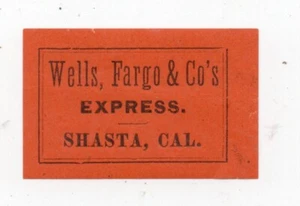 Wells, Fargo & Co's
EXPRESS.
SHASTA, CAL.